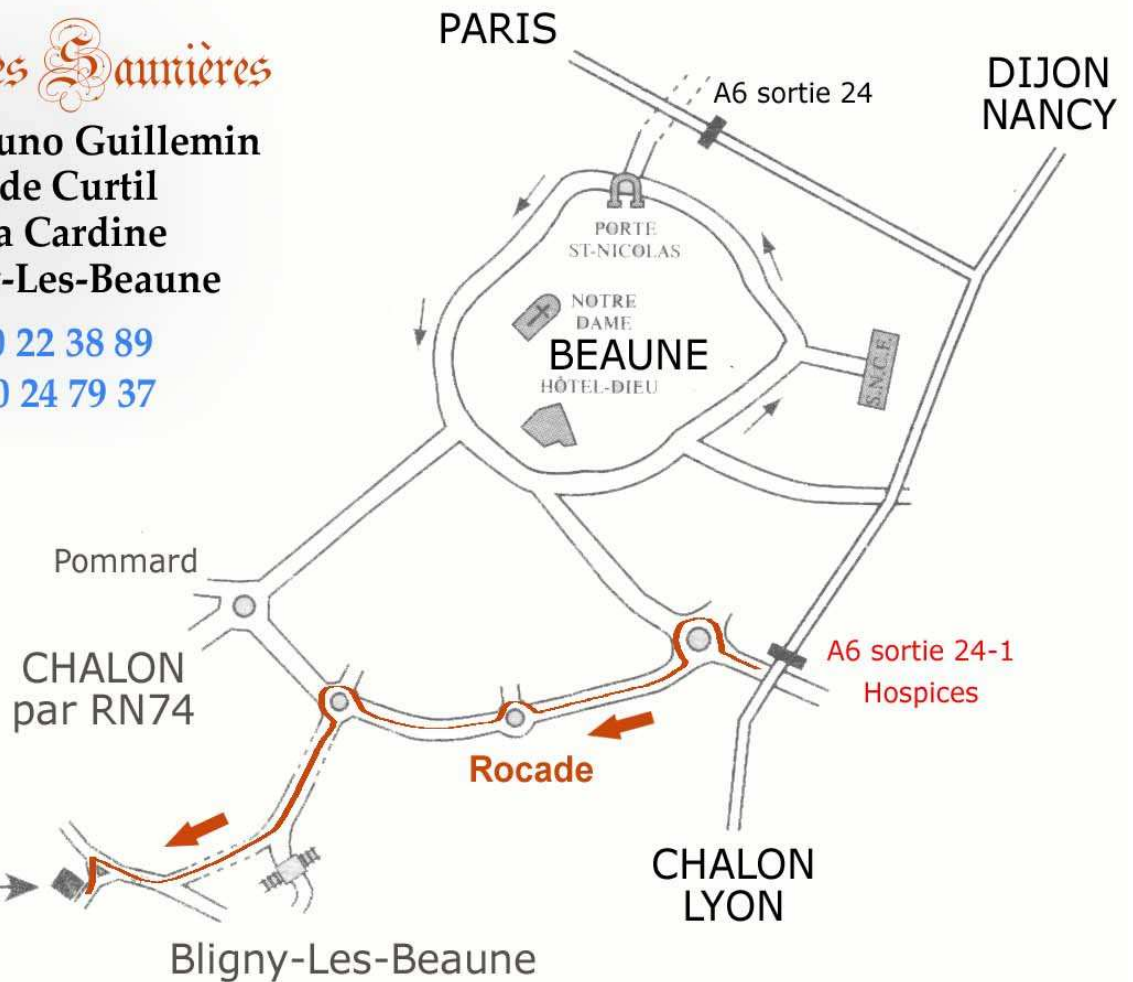 es Saunières
uno Guillemin
de Curtil
a Cardine
-Les-Beaune
0 22 38 89
0 24 79 37
PARIS
A6 sortie 24
DIJON
NANCY
PORTE
ST-NICOLAS
NOTRE
DAME
BEAUNE
HÔTEL-DIEU
S.N.C.F.
Pommard
CHALON
par RN74
A6 sortie 24-1
Hospices
Rocade
CHALON
LYON
Bligny-Les-Beaune